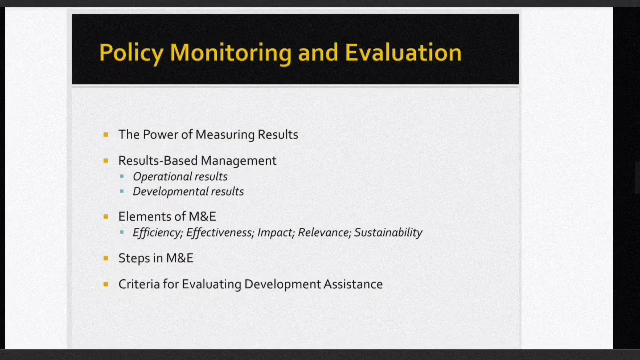 Policy Monitoring and Evaluation
The Power of Measuring Results
Results-Based Management
Operational results
Developmental results
Elements of M&E
Efficiency; Effectiveness; Impact; Relevance; Sustainability
Steps in M&E
Criteria for Evaluating Development Assistance